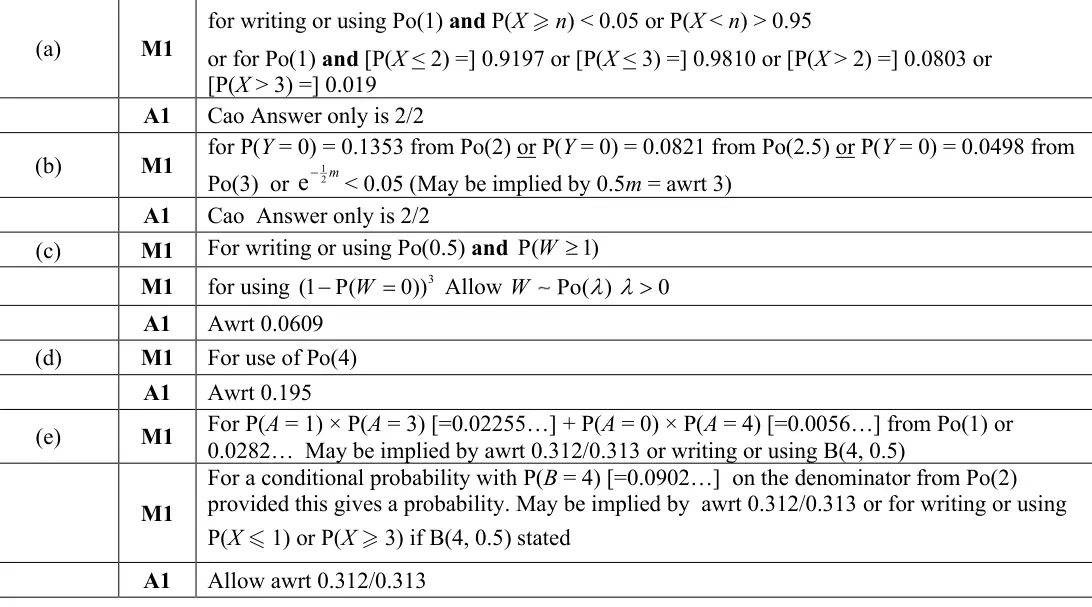 (a) M1 for writing or using Po(1) and P(X ⩾ n) < 0.05 or P(X < n) > 0.95
or for Po(1) and [P(X ≤ 2) =] 0.9197 or [P(X ≤ 3) =] 0.9810 or [P(X > 2) =] 0.0803 or
[P(X > 3) =] 0.019
A1 Cao Answer only is 2/2
(b) M1 for P(Y = 0) = 0.1353 from Po(2) or P(Y = 0) = 0.0821 from Po(2.5) or P(Y = 0) = 0.0498 from
Po(3) or e^{-\frac{1}{2}m} < 0.05 (May be implied by 0.5m = awrt 3)
A1 Cao Answer only is 2/2
(c) M1 For writing or using Po(0.5) and P(W ≥ 1)
M1 for using (1 − P(W = 0))³ Allow W ~ Po(λ) λ > 0
A1 Awrt 0.0609
(d) M1 For use of Po(4)
A1 Awrt 0.195
(e) M1 For P(A = 1) × P(A = 3) [=0.02255…] + P(A = 0) × P(A = 4) [=0.0056…] from Po(1) or
0.0282… May be implied by awrt 0.312/0.313 or writing or using B(4, 0.5)
M1 For a conditional probability with P(B = 4) [=0.0902…] on the denominator from Po(2)
provided this gives a probability. May be implied by awrt 0.312/0.313 or for writing or using
P(X ⩽ 1) or P(X ⩾ 3) if B(4, 0.5) stated
A1 Allow awrt 0.312/0.313